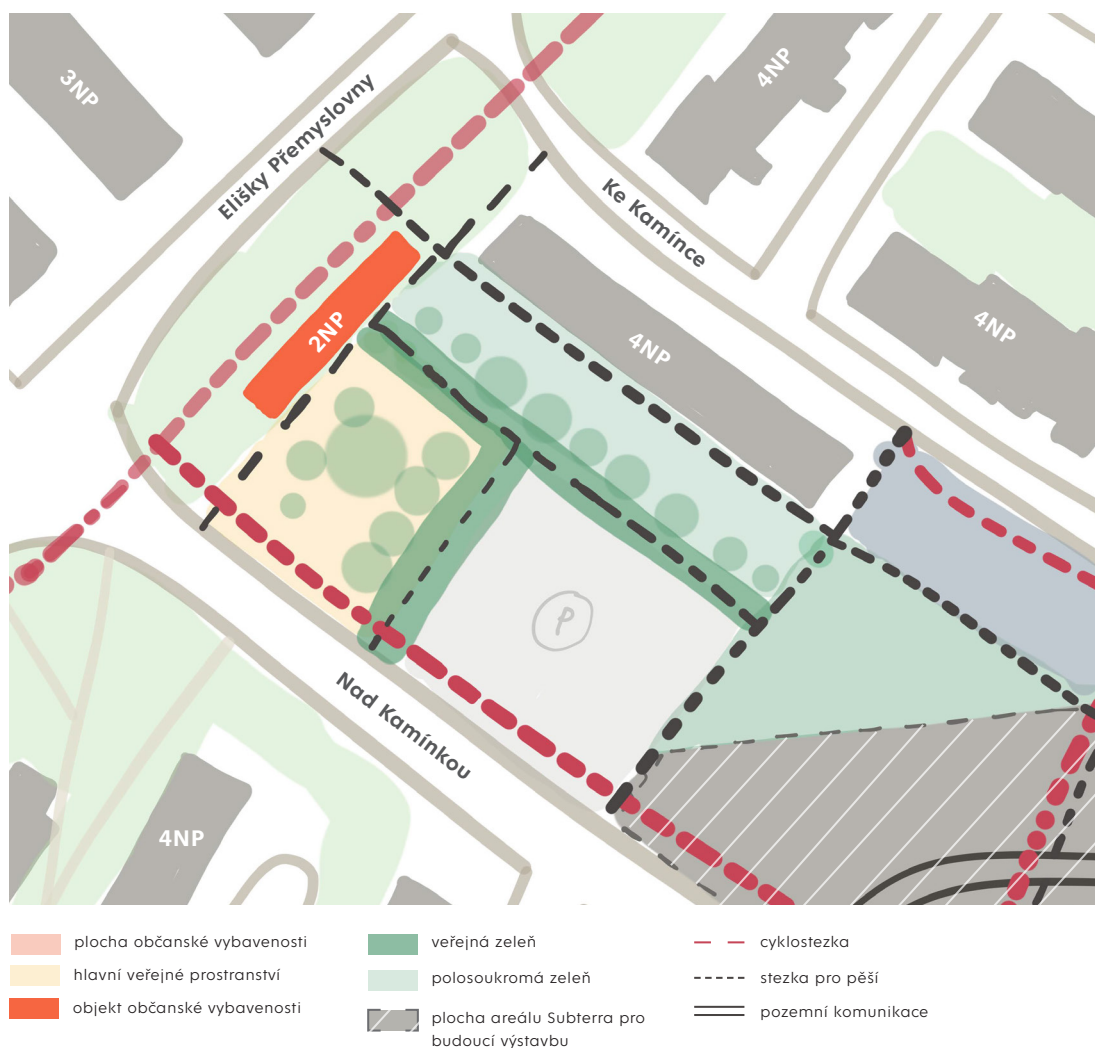 3NP
4NP
Elišky Přemyslovny
Ke Kamínce
2NP
4NP
4NP
P
Nad Kamínkou
4NP
plocha občanské vybavenosti
hlavní veřejné prostranství
objekt občanské vybavenosti
veřejná zeleň
polosoukromá zeleň
plocha areálu Subterra pro
budoucí výstavbu
cyklostezka
stezka pro pěší
pozemní komunikace